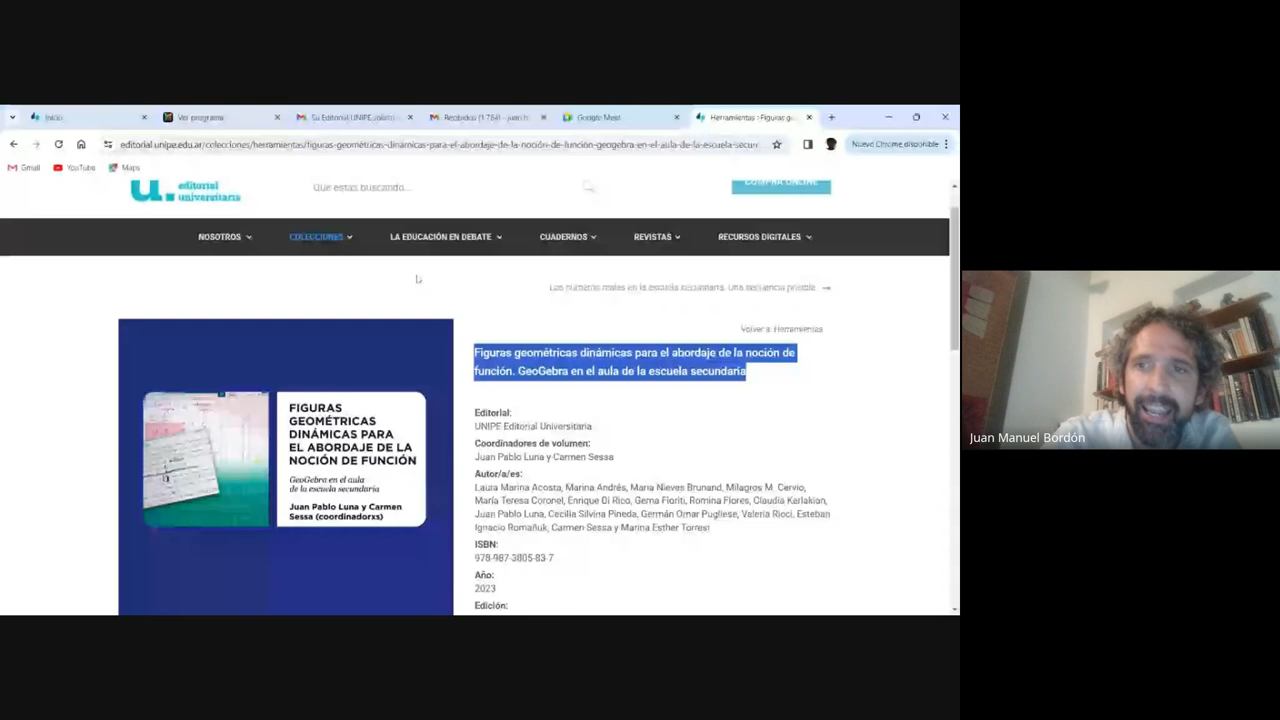 Inicio
Ver programa
Su Editorial UNIPE
Recibidos (1.784) - juan
Google Meet
Herramientas - Figuras
editorial.unipe.edu.ar/colecciones/herramientas/figuras-geométricas-dinámicas-para-el-abordaje-de-la-noción-de-función-geogebra-en-el-aula-de-la-escuela-secun
Nuevo Chrome disponible
Gmail
YouTube
Maps
u.
editorial
universitaria
Que estas buscando...
COMPRA ONLINE
NOSOTROS
COLECCIONES
LA EDUCACIÓN EN DEBATE
CUADERNOS
REVISTAS
RECURSOS DIGITALES
Los números reales en la escuela secundaria. Una secuencia posible →
Volver a: Herramientas
Figuras geométricas dinámicas para el abordaje de la noción de
función. GeoGebra en el aula de la escuela secundaria
FIGURAS
GEOMÉTRICAS
DINÁMICAS PARA
EL ABORDAJE DE LA
NOCIÓN DE FUNCIÓN
GeoGebra en el aula
de la escuela secundaria
Juan Pablo Luna y Carmen
Sessa (coordinadorxs)
Editorial:
UNIPE Editorial Universitaria
Coordinadores de volumen:
Juan Pablo Luna y Carmen Sessa
Autor/a/es:
Laura Marina Acosta, Marina Andrés, María Nieves Brunand, Milagros M. Cervio,
María Teresa Coronel, Enrique Di Rico, Gema Fioriti, Romina Flores, Claudia Kerlakian,
Juan Pablo Luna, Cecilia Silvina Pineda, Germán Omar Pugliese, Valeria Ricci, Esteban
Ignacio Romañuk, Carmen Sessa y Marina Esther Torresi
ISBN:
978-987-3805-83-7
Año:
2023
Edición:
Juan Manuel Bordón